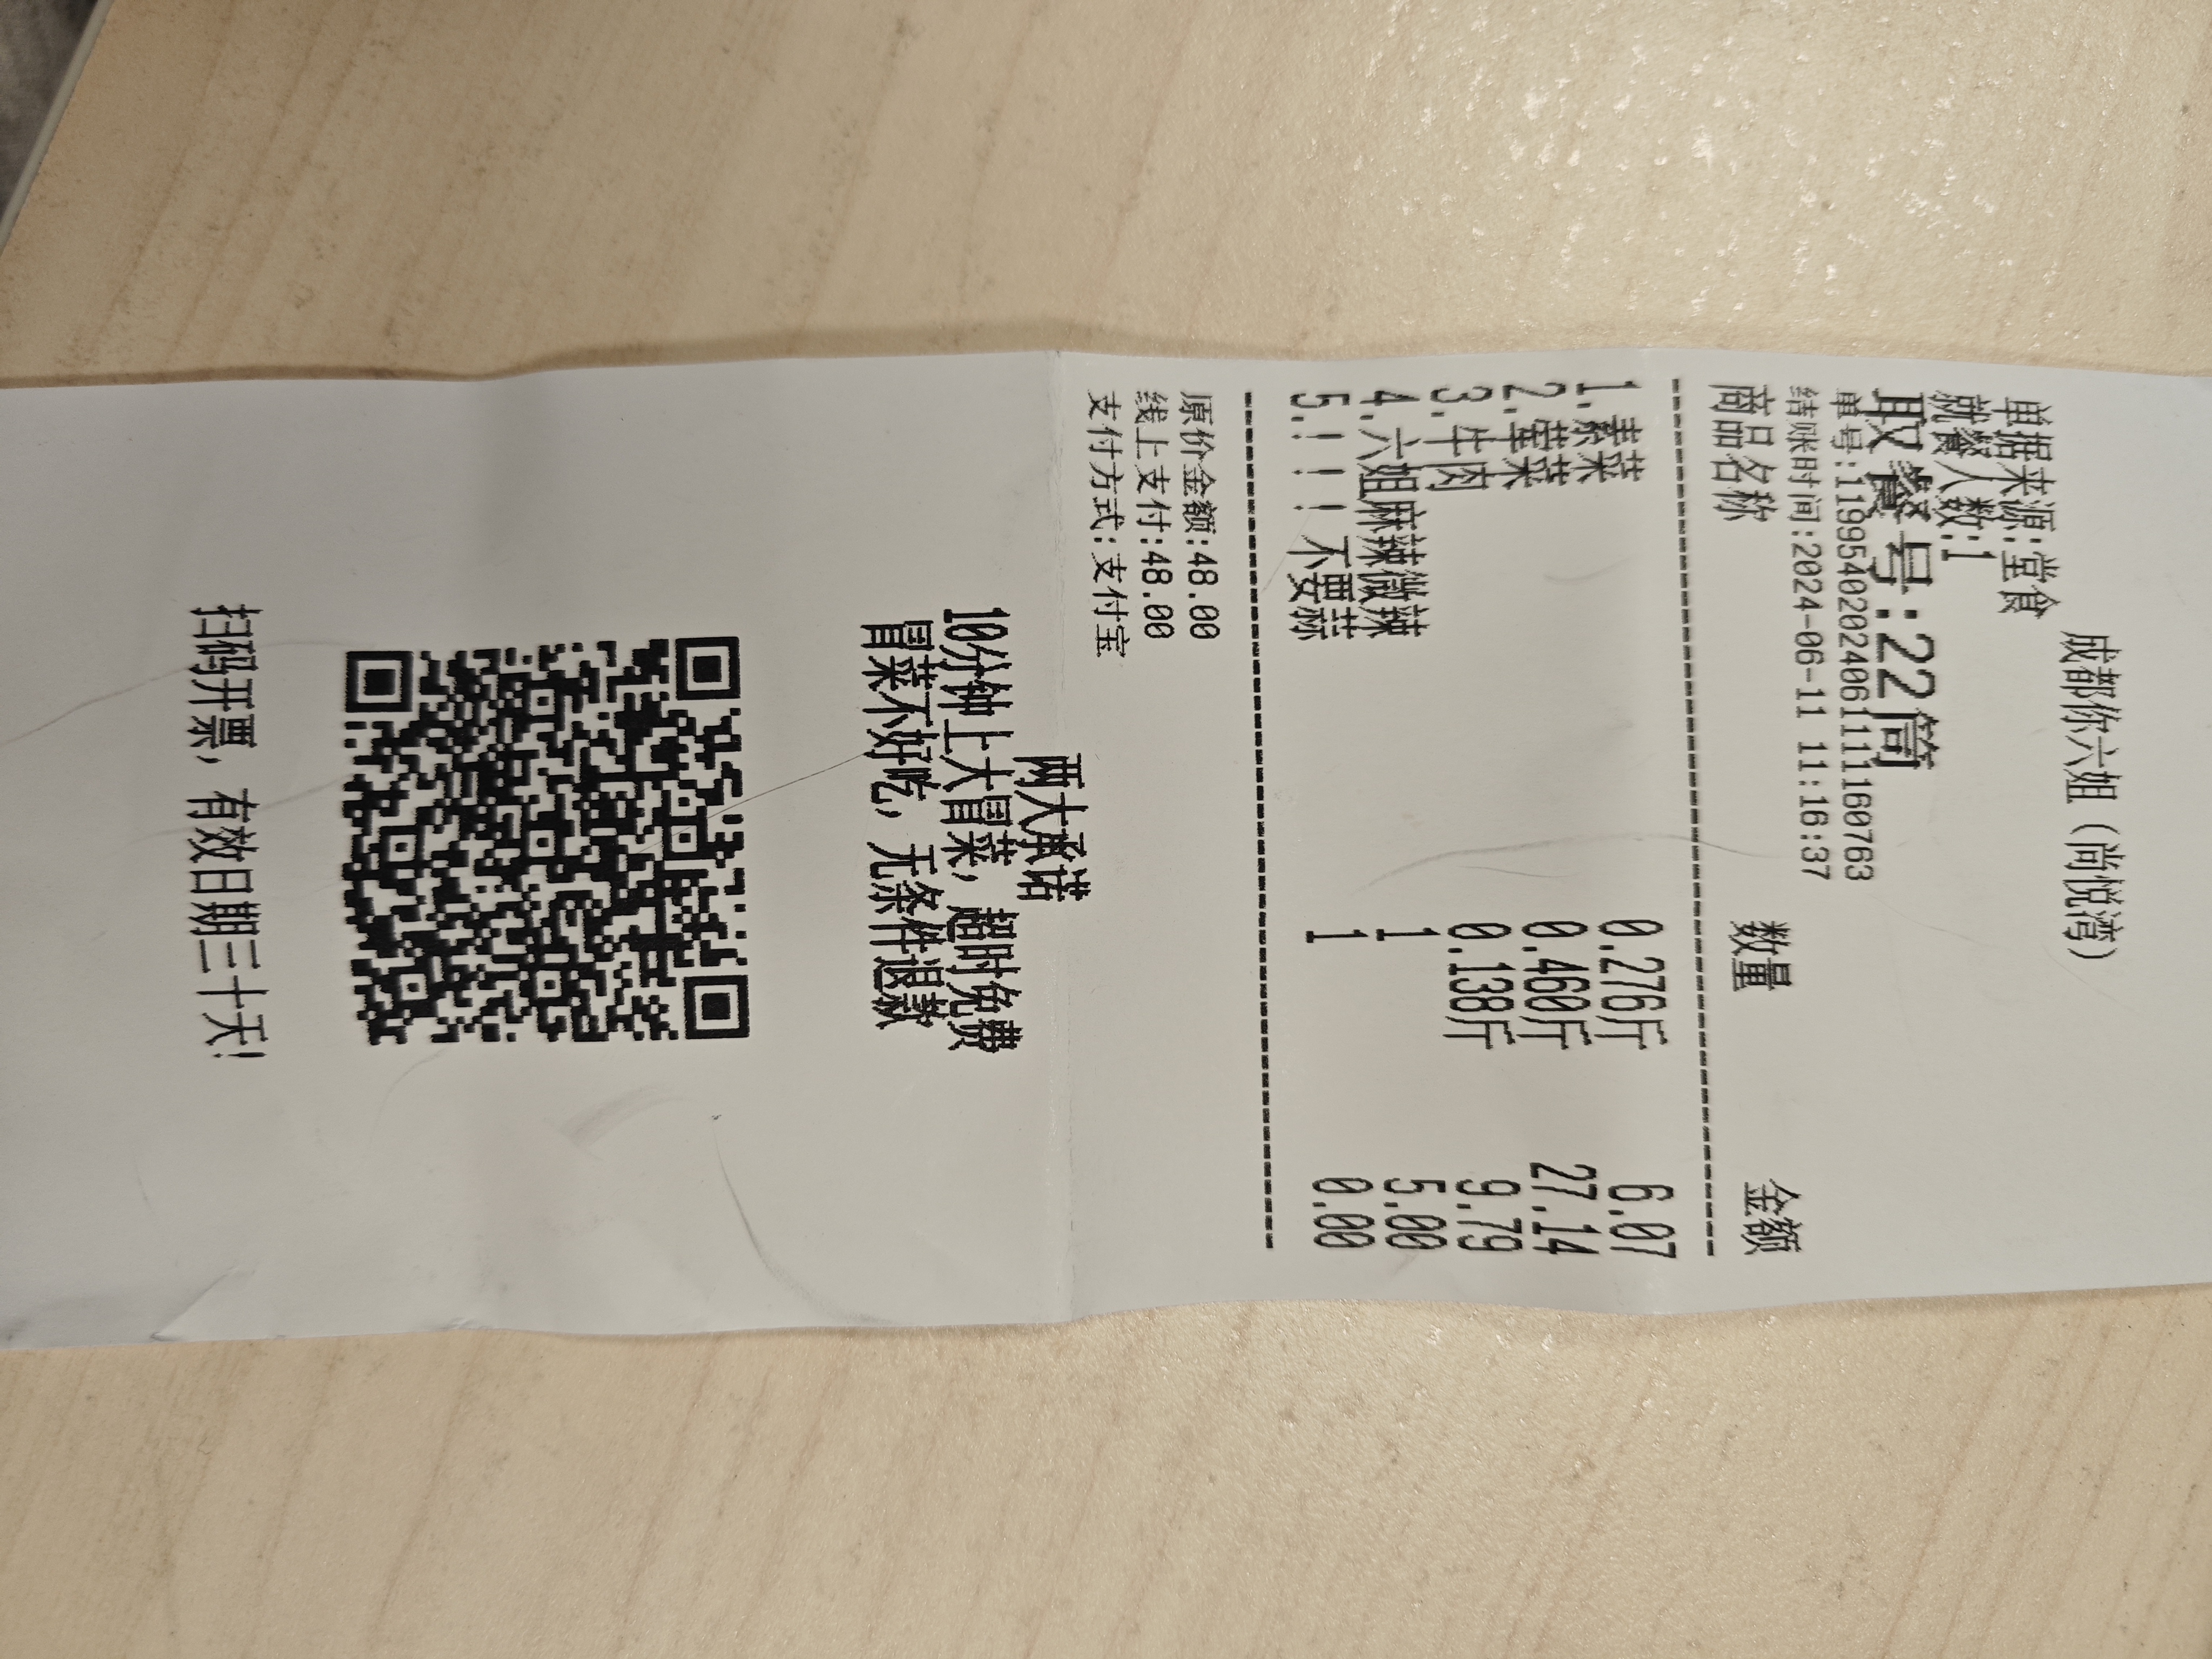 成都你六姐（尚悦湾）
单据来源:堂食
就餐人数:1
取餐号:22筒
单号:119954020240611111160763
结账时间:2024-06-11 11:16:37
商品名称 数量 金额
1.素菜 0.276斤 6.07
2.荤菜 0.460斤 27.14
3.牛肉 0.138斤 9.79
4.六姐麻辣微辣 1 5.00
5.！！！不要蒜 1 0.00
原价金额:48.00
线上支付:48.00
支付方式:支付宝
两大承诺
10分钟上大冒菜，超时免费
冒菜不好吃，无条件退款
扫码开票，有效日期三十天！